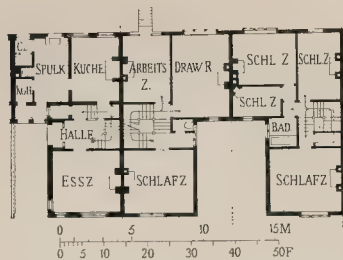 SPULK
KÜCHE
ARBEITS
Z.
DRAW R
SCHL Z
SCHL Z
SCHL Z
HALLE
BAD
ESSZ
SCHLAFZ
SCHLAFZ
0 5 10 15M
0 5 10 20 30 40 50F